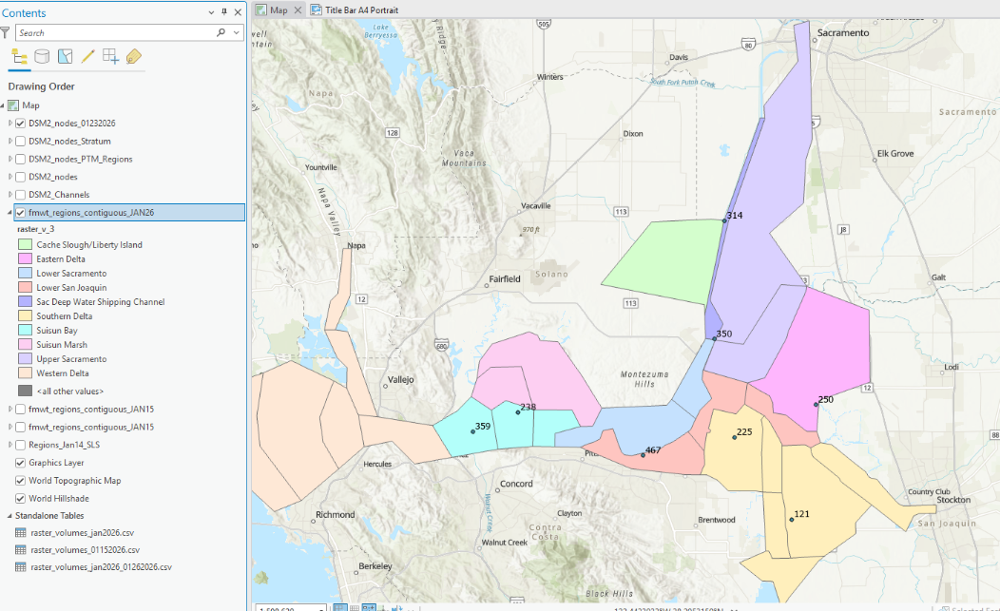 Contents
Map
Title Bar A4 Portrait
Search
Drawing Order
Map
DSM2_nodes_01232026
DSM2_nodes_Stratum
DSM2_nodes_PTM_Regions
DSM2_nodes
DSM2_Channels
fmwt_regions_contiguous_JAN26
raster_v_3
Cache Slough/Liberty Island
Eastern Delta
Lower Sacramento
Lower San Joaquin
Sac Deep Water Shipping Channel
Southern Delta
Suisun Bay
Suisun Marsh
Upper Sacramento
Western Delta
<all other values>
fmwt_regions_contiguous_JAN15
fmwt_regions_contiguous_JAN15
Regions_Jan14_SLS
Graphics Layer
World Topographic Map
World Hillshade
Standalone Tables
raster_volumes_jan2026.csv
raster_volumes_01152026.csv
raster_volumes_jan2026_01262026.csv
Lake
Berryessa
Ridge
505
80
Sacramento
Davis
Winters
South Fork Putah Creek
Napa
128
Dixon
Sacramento
5
Vaca
Mountains
Elk Grove
Yountville
Napa Valley
Vacaville
113
314
970 ft
J8
Napa
Solano
Fairfield
Galt
12
113
680
350
Montezuma
Hills
Lodi
Vallejo
12
250
238
359
225
88
467
Hercules
Concord
Country Club
Stockton
Richmond
Clayton
121
Walnut Creek
Contra
Costa
Brentwood
San Joaquin
Walnut Creek
Berkeley
Black Hills